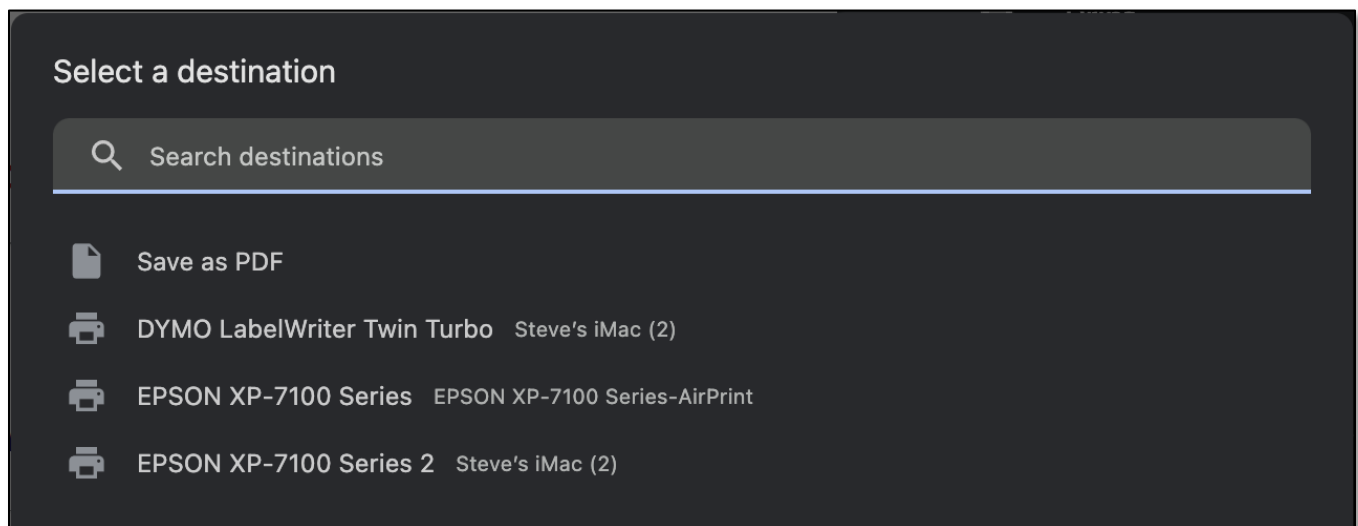 Select a destination
Search destinations
Save as PDF
DYMO LabelWriter Twin Turbo Steve's iMac (2)
EPSON XP-7100 Series EPSON XP-7100 Series-AirPrint
EPSON XP-7100 Series 2 Steve's iMac (2)